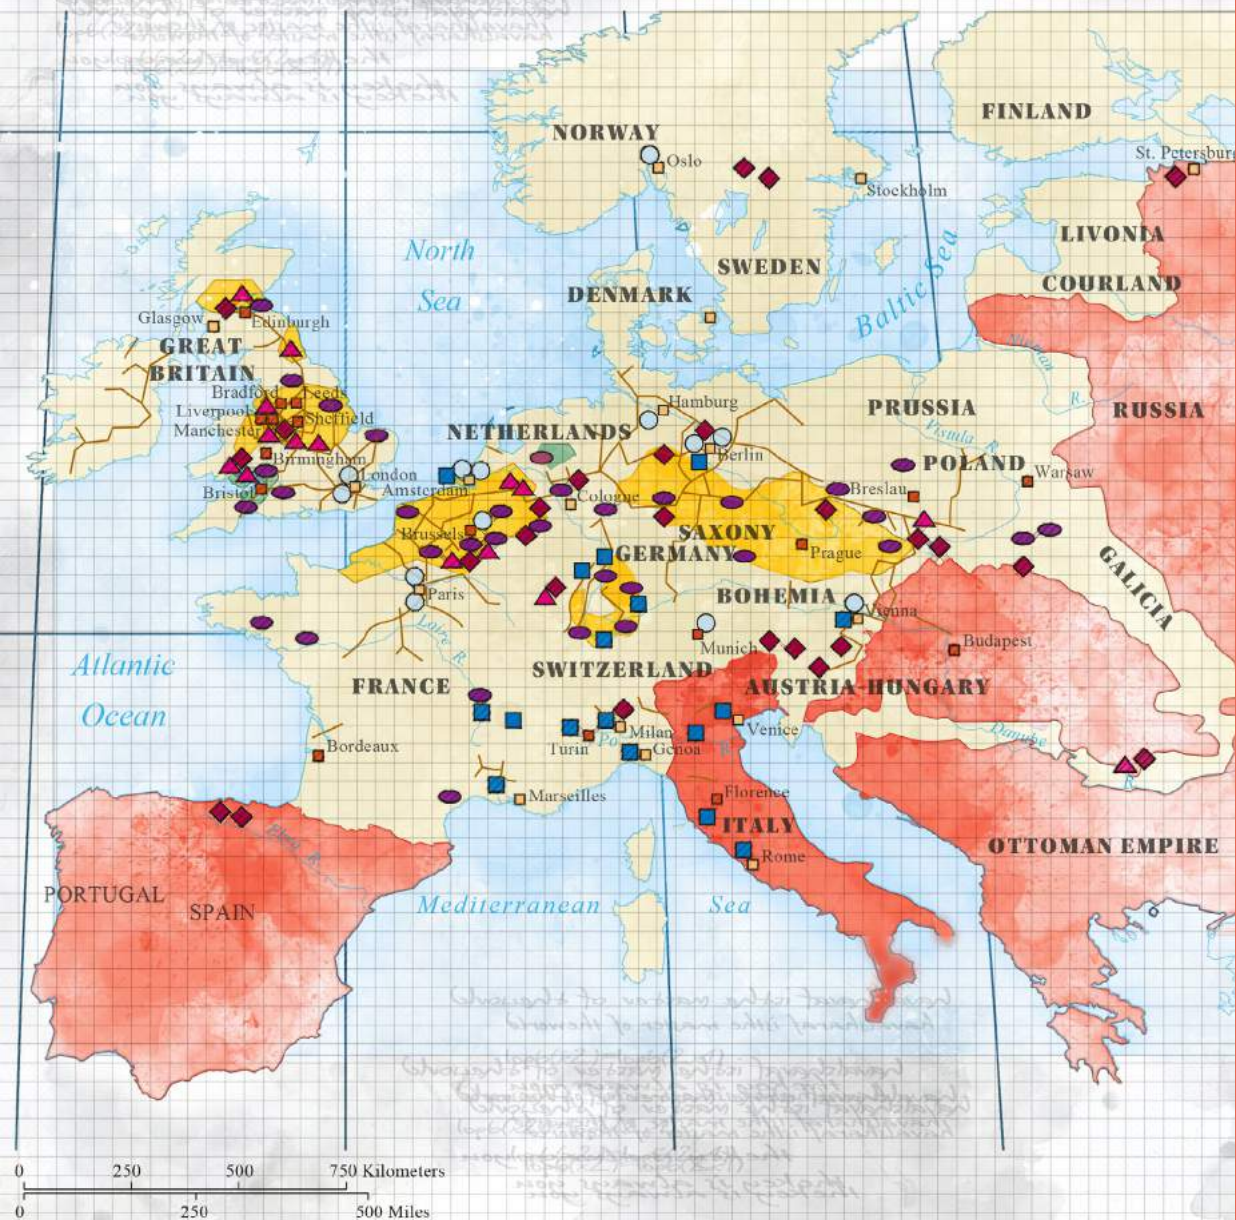 NORWAY
Oslo
FINLAND
St. Petersbur
Stockholm
LIVONIA
North
Sea
SWEDEN
COURLAND
DENMARK
Baltic Sea
Glasgow
Edinburgh
GREAT
BRITAIN
Bradford
Leeds
Liverpool
Sheffield
Manchester
Birmingham
London
Bristol
NETHERLANDS
Amsterdam
Hamburg
Berlin
PRUSSIA
R.
RUSSIA
Vistula R.
POLAND
Warsaw
Breslau
Cologne
Brussels
SAXONY
GERMANY
Prague
GALICIA
BOHEMIA
Paris
Loire R.
Vienna
Munich
Budapest
Atlantic
Ocean
FRANCE
SWITZERLAND
AUSTRIA-HUNGARY
Bordeaux
Turin
Po
R.
Milan
Genoa
Venice
Danube
R.
Marseilles
Florence
ITALY
Rome
Ebro R.
OTTOMAN EMPIRE
PORTUGAL
SPAIN
Mediterranean Sea
0 250 500 750 Kilometers
0 250 500 Miles